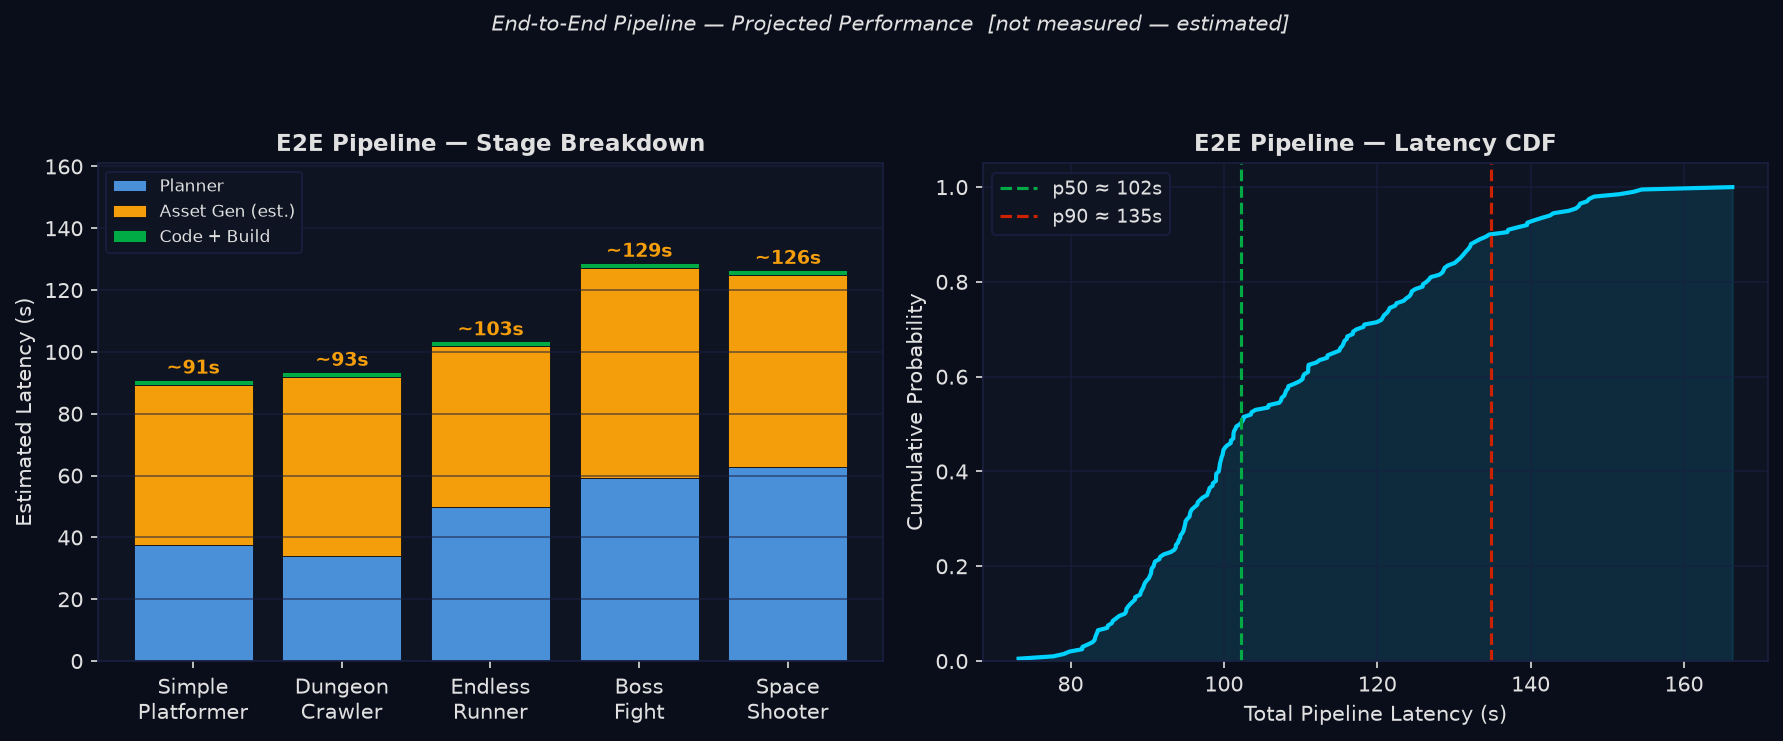 End-to-End Pipeline — Projected Performance  [not measured — estimated]
E2E Pipeline — Stage Breakdown
Planner
Asset Gen (est.)
Code + Build
Estimated Latency (s)
160
140
120
100
80
60
40
20
0
~91s
~93s
~103s
~129s
~126s
Simple
Platformer
Dungeon
Crawler
Endless
Runner
Boss
Fight
Space
Shooter
E2E Pipeline — Latency CDF
p50 ≈ 102s
p90 ≈ 135s
Cumulative Probability
1.0
0.8
0.6
0.4
0.2
0.0
80
100
120
140
160
Total Pipeline Latency (s)